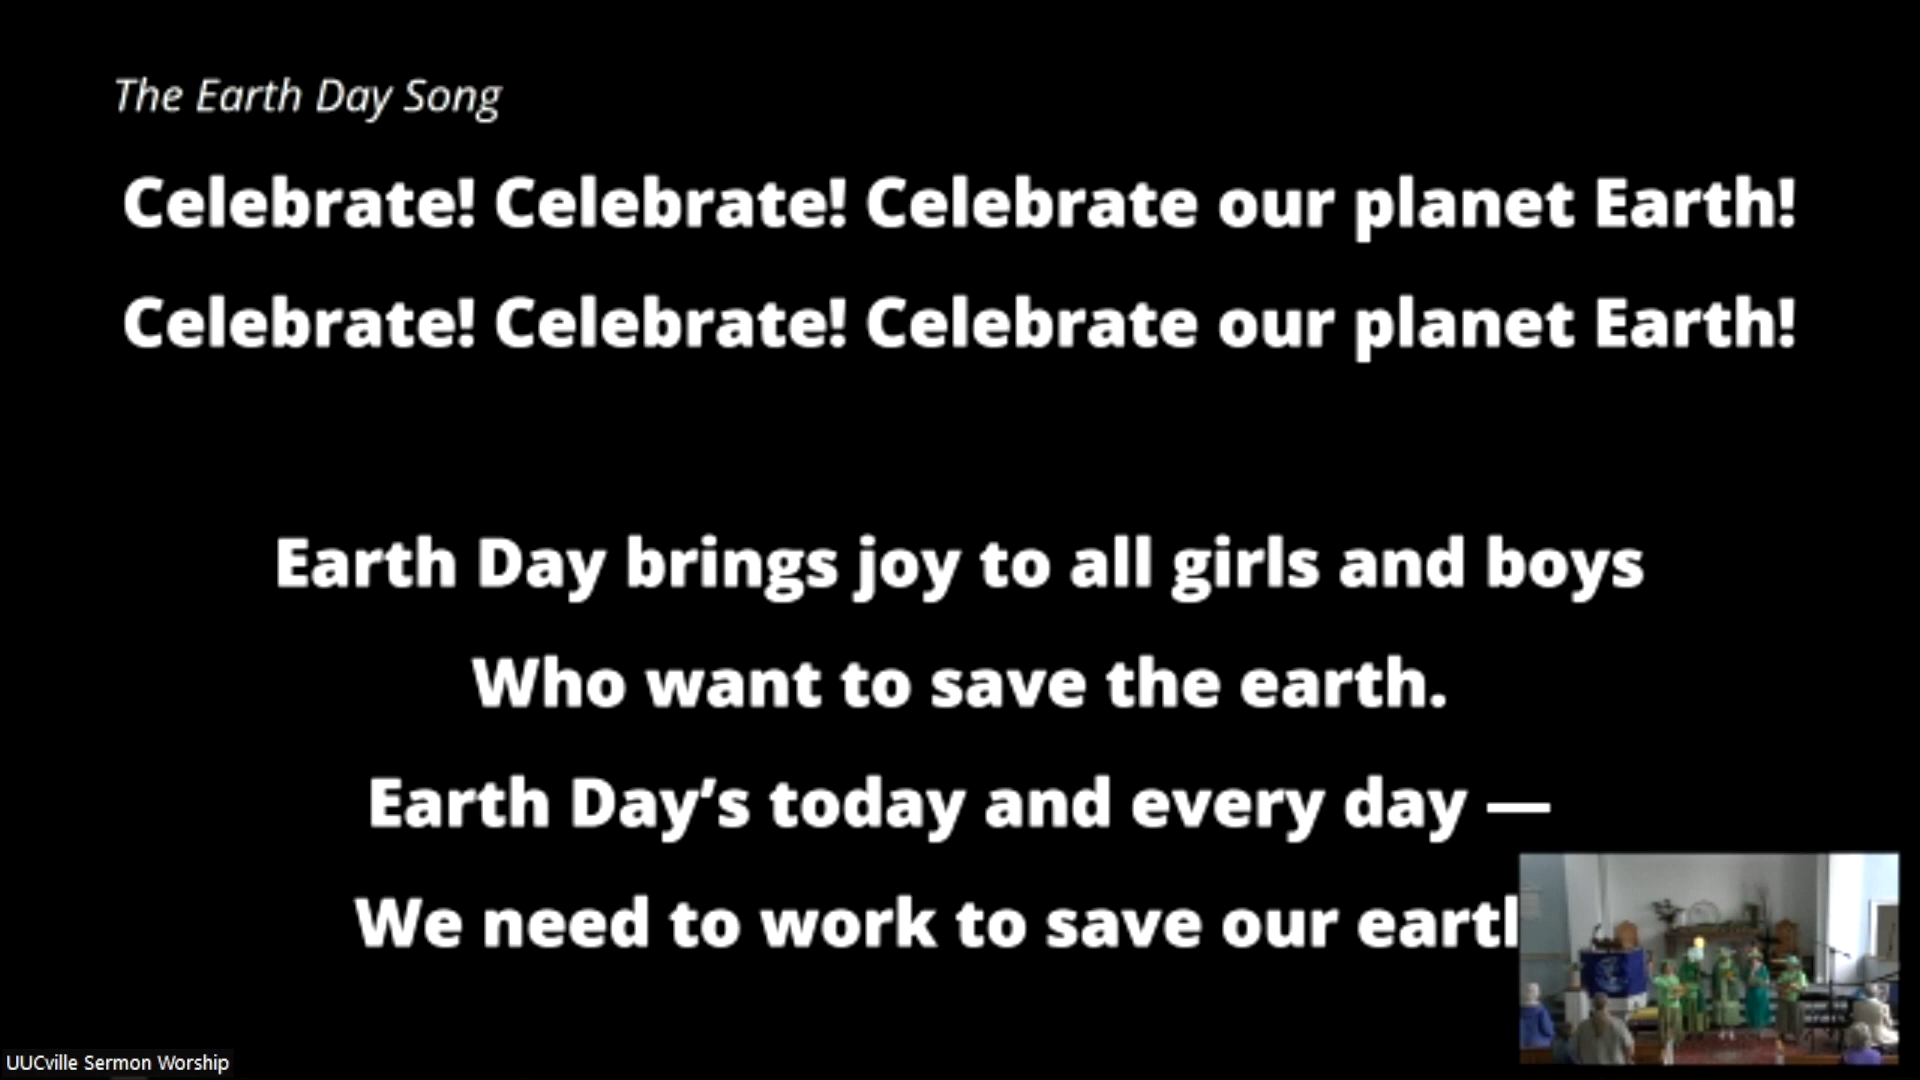 The Earth Day Song
Celebrate! Celebrate! Celebrate our planet Earth!
Celebrate! Celebrate! Celebrate our planet Earth!
Earth Day brings joy to all girls and boys
Who want to save the earth.
Earth Day’s today and every day —
We need to work to save our eart
UUCville Sermon Worship